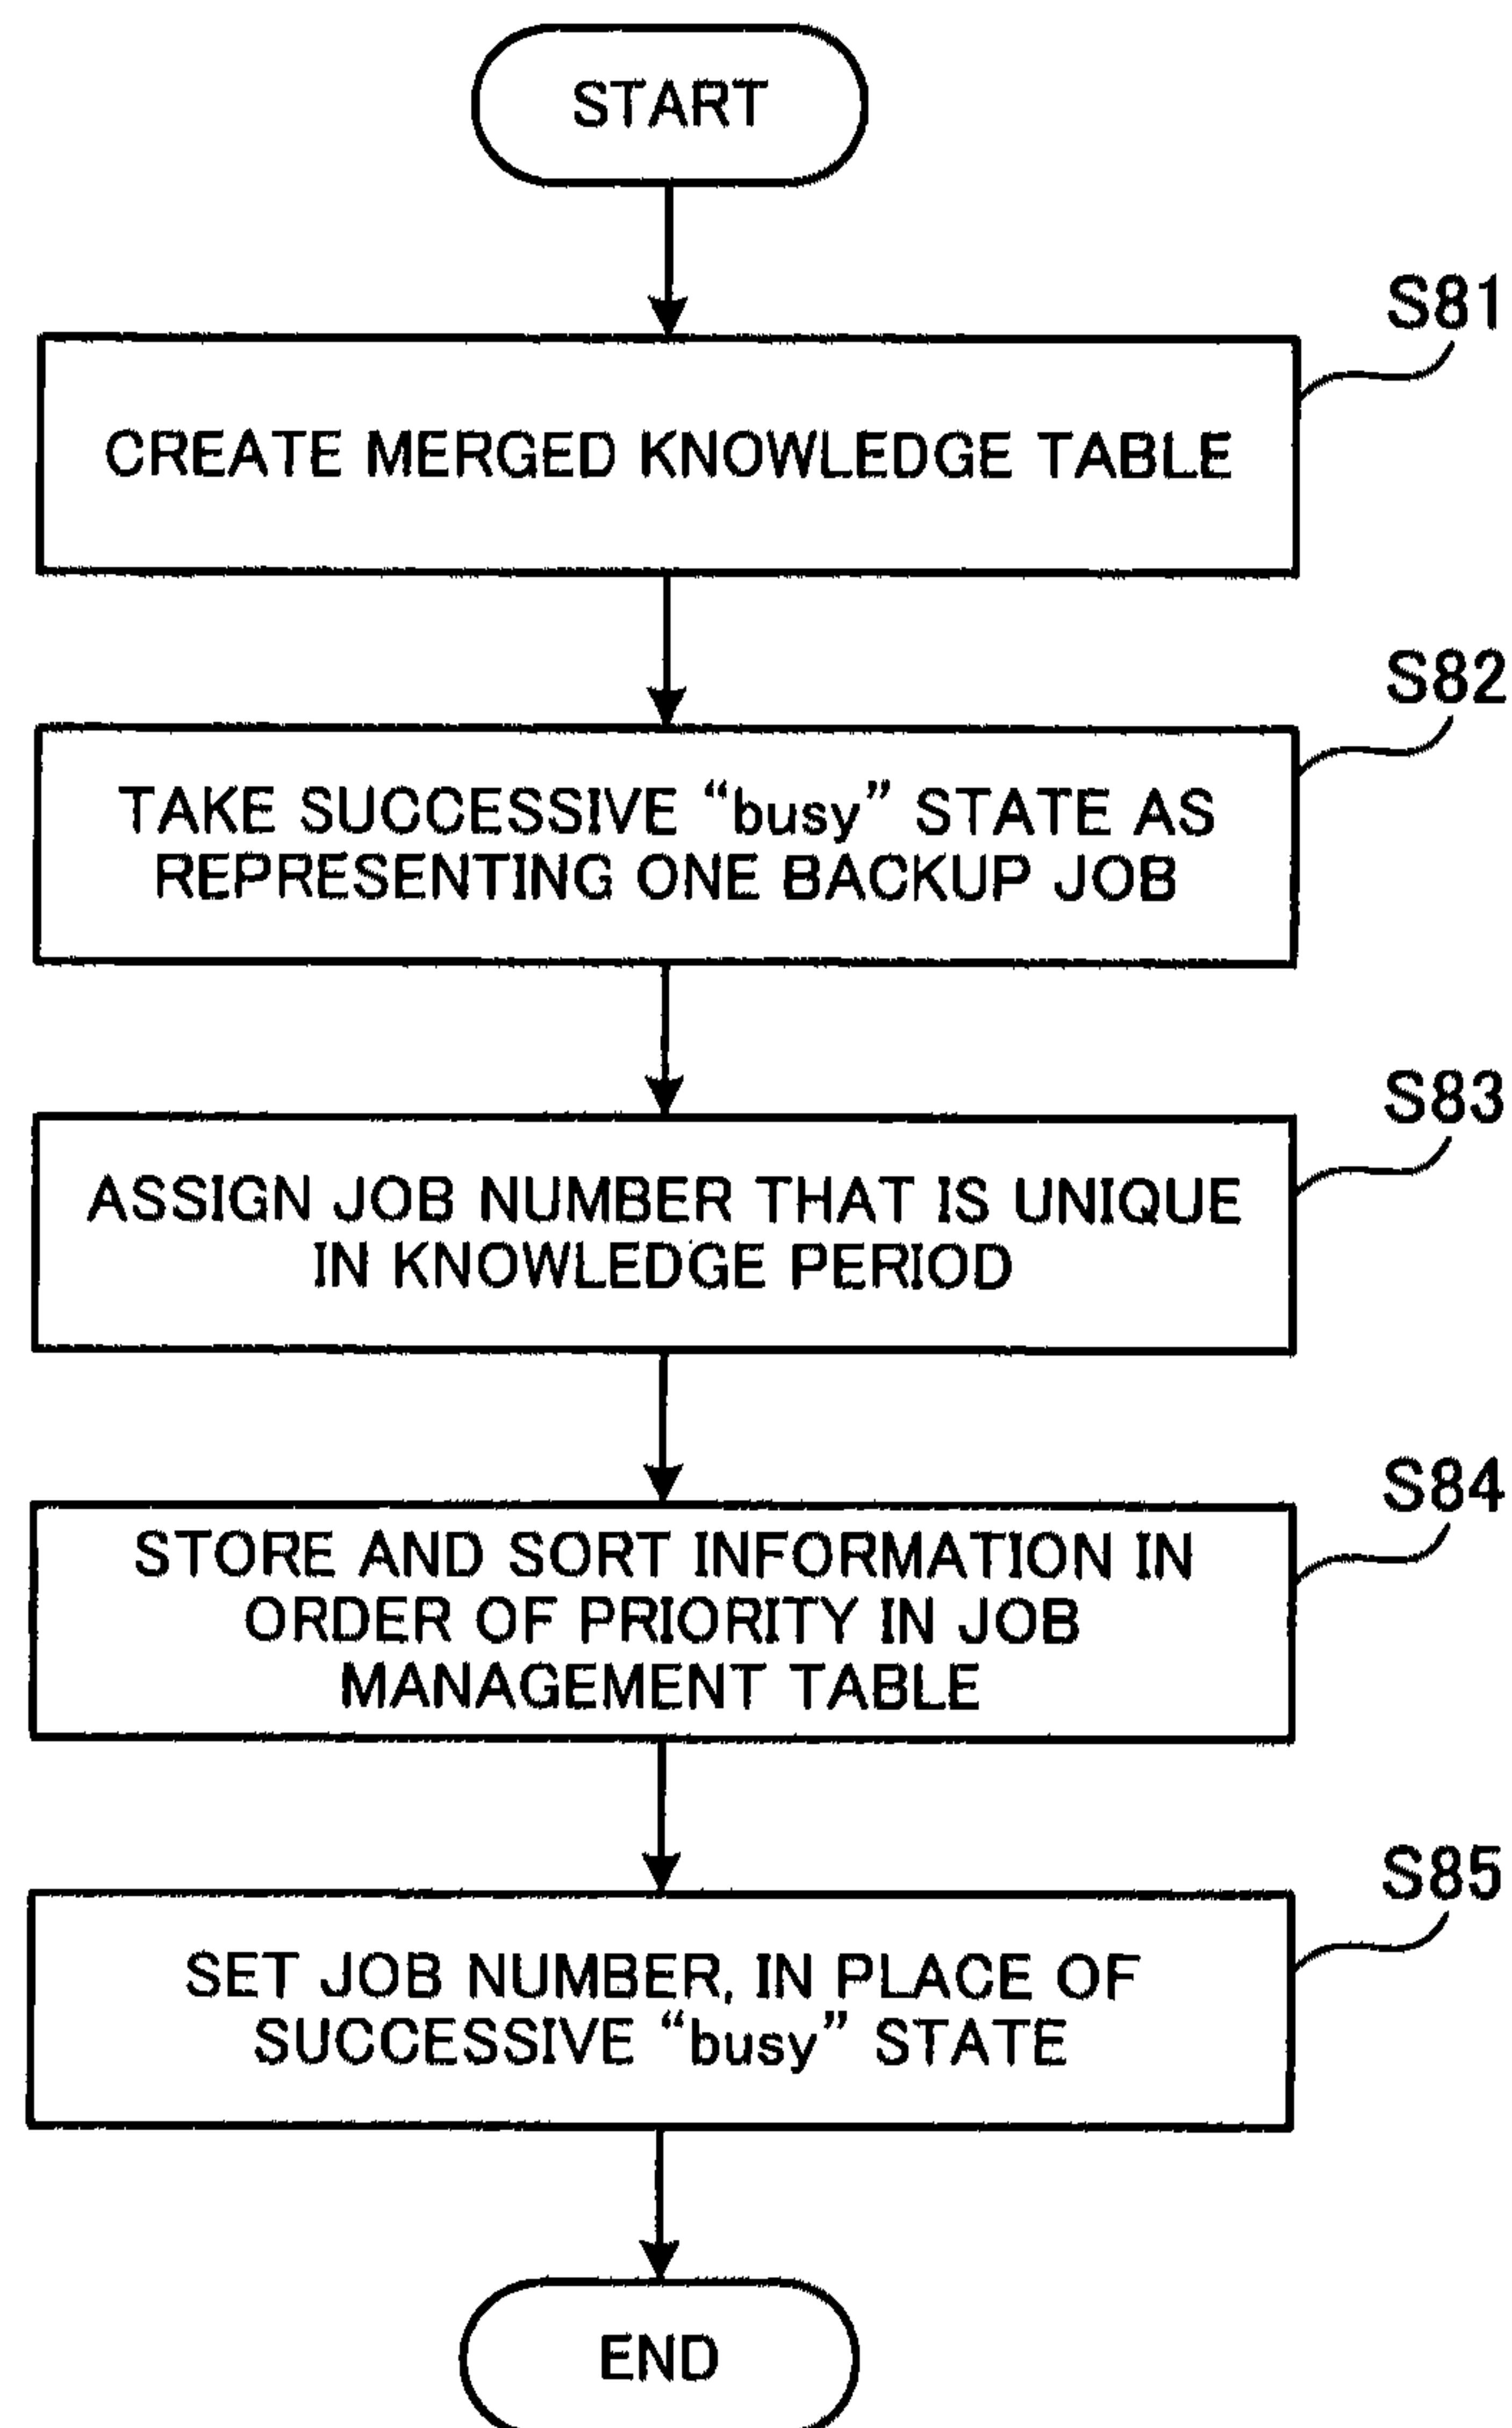 START
S81
CREATE MERGED KNOWLEDGE TABLE
S82
TAKE SUCCESSIVE “busy” STATE AS
REPRESENTING ONE BACKUP JOB
S83
ASSIGN JOB NUMBER THAT IS UNIQUE
IN KNOWLEDGE PERIOD
S84
STORE AND SORT INFORMATION IN
ORDER OF PRIORITY IN JOB
MANAGEMENT TABLE
S85
SET JOB NUMBER, IN PLACE OF
SUCCESSIVE “busy” STATE
END